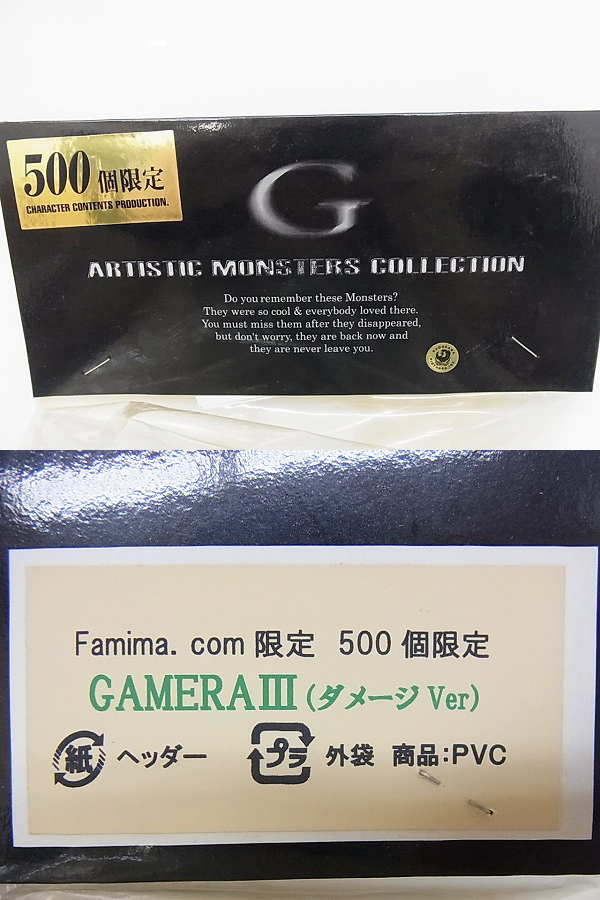 500 個限定
CHARACTER CONTENTS PRODUCTION.
G
ARTISTIC MONSTERS COLLECTION
Do you remember these Monsters?
They were so cool & everybody loved there.
You must miss them after they disappeared,
but don't worry, they are back now and
they are never leave you.
Famima. com 限定 500 個限定
GAMERAⅢ (ダメージ Ver)
紙 ヘッダー プラ 外袋 商品:PVC